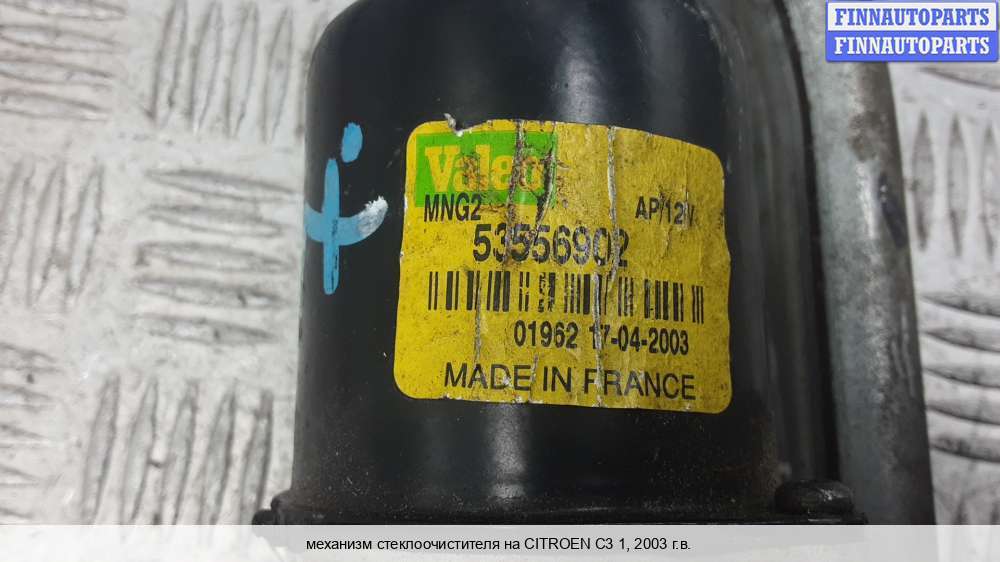 FINNAUTOPARTS
FINNAUTOPARTS
Valeo
MNG2
AP/12V
53556902
01962 17-04-2003
MADE IN FRANCE
механизм стеклоочистителя на CITROEN C3 1, 2003 г.в.